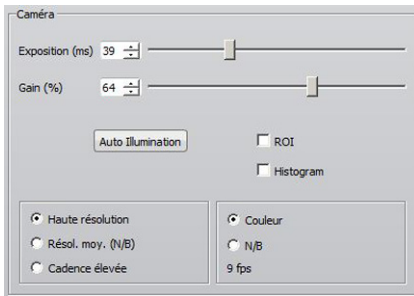 Caméra
Exposition (ms) 39
Gain (%) 64
Auto Illumination
ROI
Histogram
Haute résolution
Résol. moy. (N/B)
Cadence élevée
Couleur
N/B
9 fps